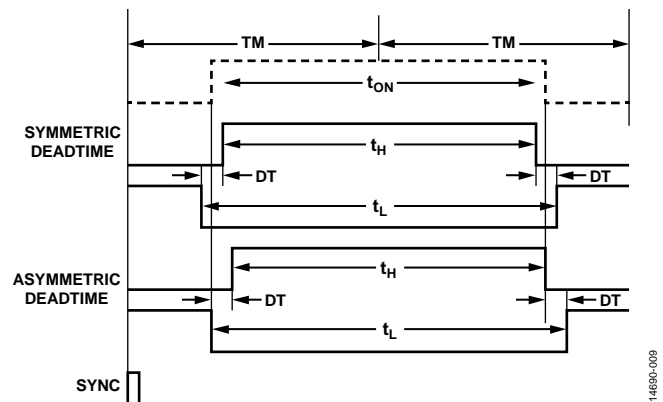 TM TM
tON
SYMMETRIC
DEADTIME
tH
DT DT
tL
ASYMMETRIC
DEADTIME
tH
DT DT
tL
SYNC
14690-009